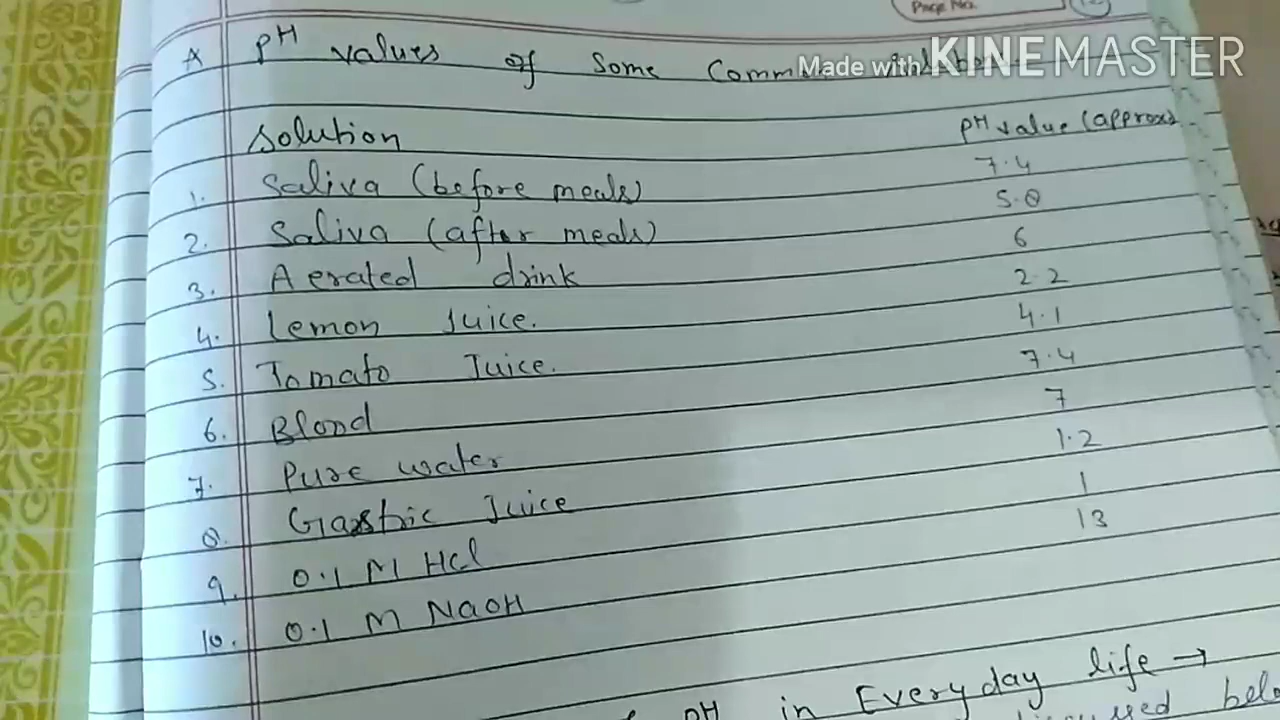 Page No.
A pH values of Some Comm
Made with KINEMASTER
Solution pH value (approx)
1. Saliva (before meals) 7.4
2. Saliva (after meals) 5.8
3. Aerated drink 6
4. Lemon Juice. 2.2
5. Tomato Juice. 4.1
6. Blood 7.4
7. Pure water 7
8. Gastric Juice 1.2
9. 0.1 M HCl 1
10. 0.1 M NaOH 13
pH in Everyday life →